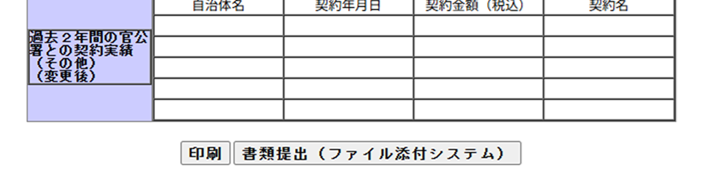 自治体名 契約年月日 契約金額（税込） 契約名
過去２年間の官公
署との契約実績
（その他）
（変更後）
印刷 書類提出（ファイル添付システム）